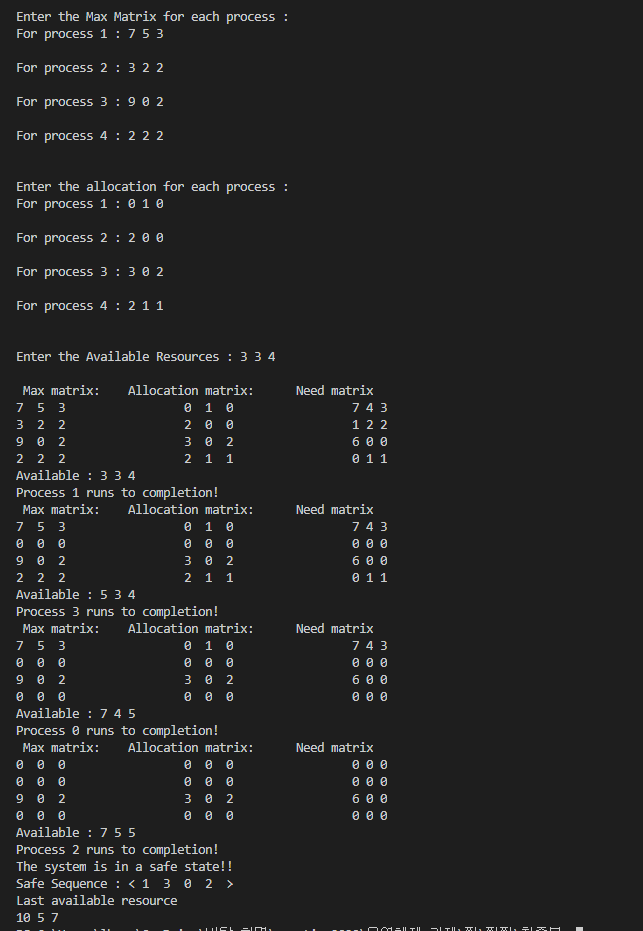 Enter the Max Matrix for each process :
For process 1 : 7 5 3
For process 2 : 3 2 2
For process 3 : 9 0 2
For process 4 : 2 2 2
Enter the allocation for each process :
For process 1 : 0 1 0
For process 2 : 2 0 0
For process 3 : 3 0 2
For process 4 : 2 1 1
Enter the Available Resources : 3 3 4
Max matrix: Allocation matrix: Need matrix
7 5 3 0 1 0 7 4 3
3 2 2 2 0 0 1 2 2
9 0 2 3 0 2 6 0 0
2 2 2 2 1 1 0 1 1
Available : 3 3 4
Process 1 runs to completion!
Max matrix: Allocation matrix: Need matrix
7 5 3 0 1 0 7 4 3
0 0 0 0 0 0 0 0 0
9 0 2 3 0 2 6 0 0
2 2 2 2 1 1 0 1 1
Available : 5 3 4
Process 3 runs to completion!
Max matrix: Allocation matrix: Need matrix
7 5 3 0 1 0 7 4 3
0 0 0 0 0 0 0 0 0
9 0 2 3 0 2 6 0 0
0 0 0 0 0 0 0 0 0
Available : 7 4 5
Process 0 runs to completion!
Max matrix: Allocation matrix: Need matrix
0 0 0 0 0 0 0 0 0
0 0 0 0 0 0 0 0 0
9 0 2 3 0 2 6 0 0
0 0 0 0 0 0 0 0 0
Available : 7 5 5
Process 2 runs to completion!
The system is in a safe state!!
Safe Sequence : < 1 3 0 2 >
Last available resource
10 5 7